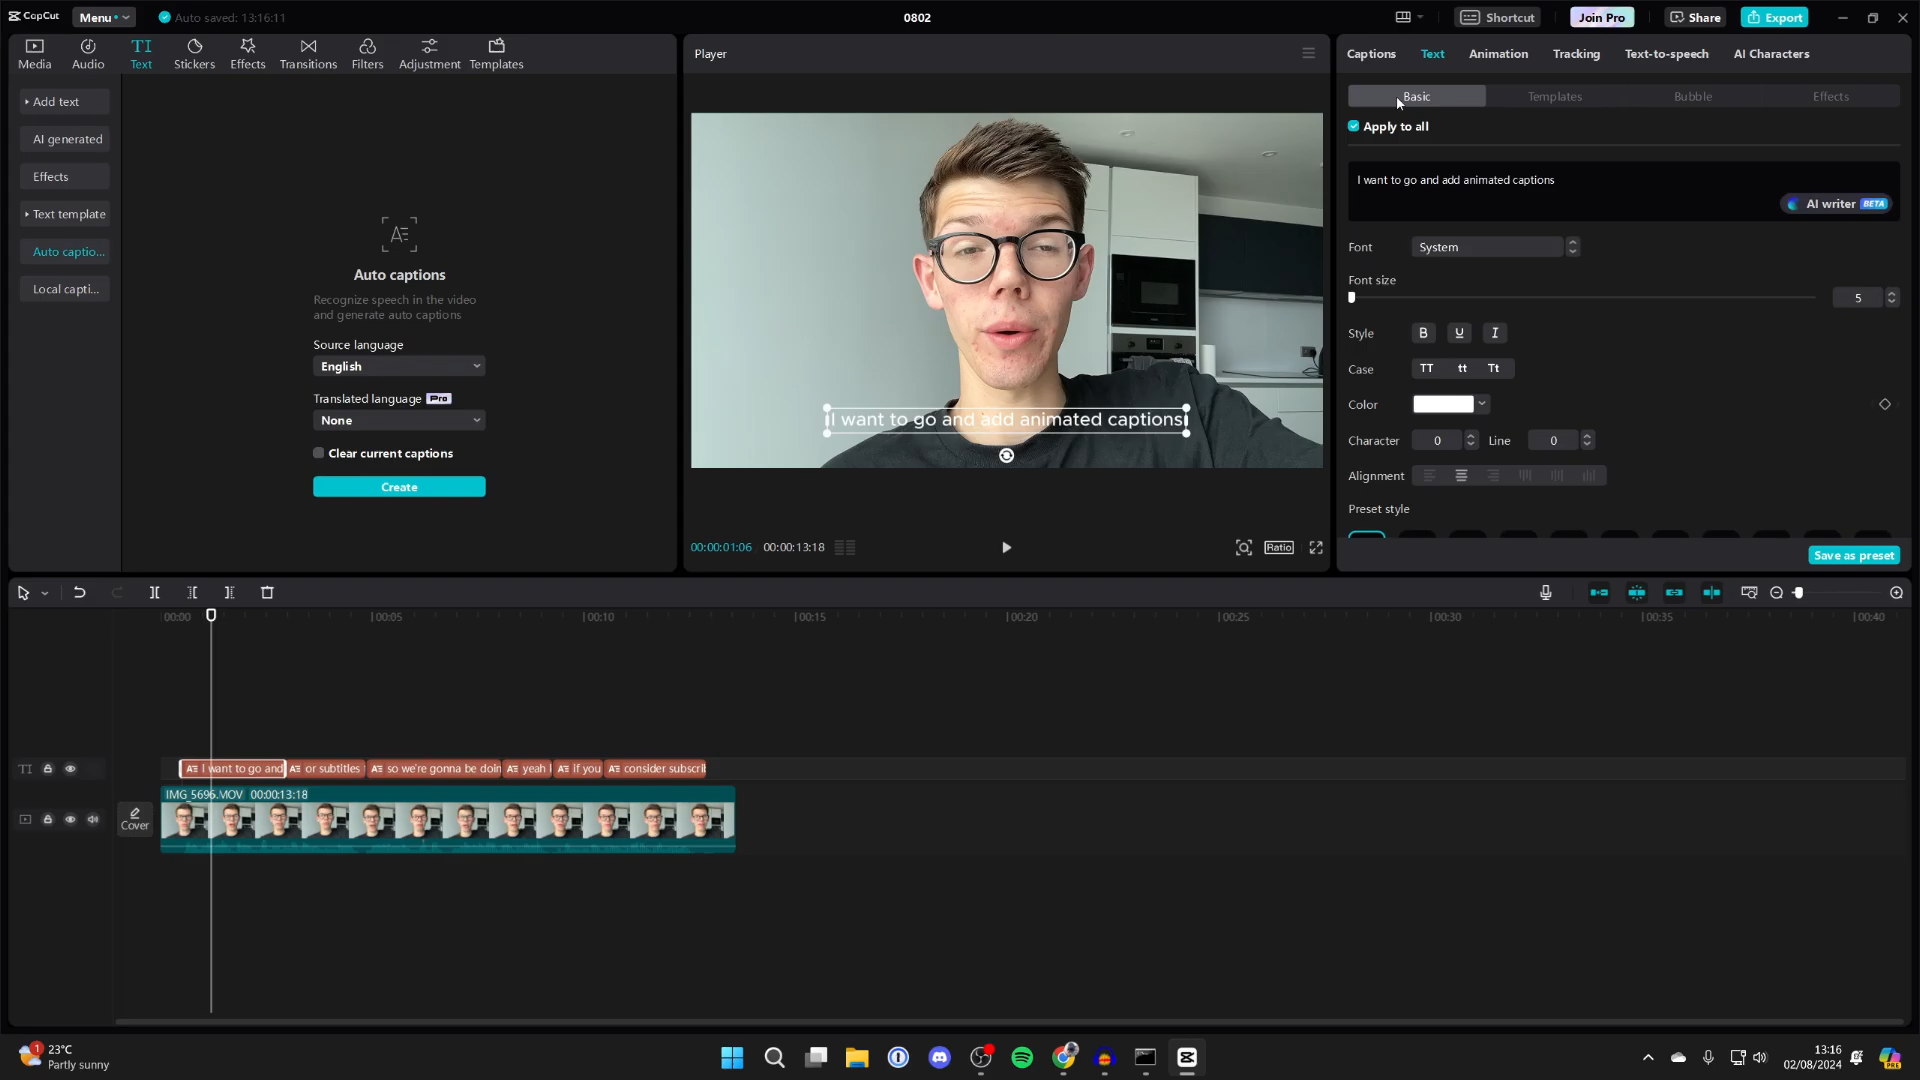 CapCut
Menu
Auto saved: 13:16:11
0802
Shortcut
Join Pro
Share
Export
Media
Audio
TI
Text
Stickers
Effects
Transitions
Filters
Adjustment
Templates
Add text
AI generated
Effects
Text template
Auto captio...
Local capti...
Auto captions
Recognize speech in the video
and generate auto captions
Source language
English
Translated language Pro
None
Clear current captions
Create
Player
I want to go and add animated captions
00:00:01:06 00:00:13:18
Ratio
Captions
Text
Animation
Tracking
Text-to-speech
AI Characters
Basic
Templates
Bubble
Effects
Apply to all
I want to go and add animated captions
AI writer BETA
Font System
Font size
5
Style B U I
Case TT tt Tt
Color
Character 0 Line 0
Alignment
Preset style
Save as preset
00:00 00:05 00:10 00:15 00:20 00:25 00:30 00:35 00:40
TI
I want to go and
or subtitles
so we're gonna be doin
yeah
if you
consider subscri
IMG_5696.MOV 00:00:13:18
Cover
1
23°C
Partly sunny
13:16
02/08/2024
PRE